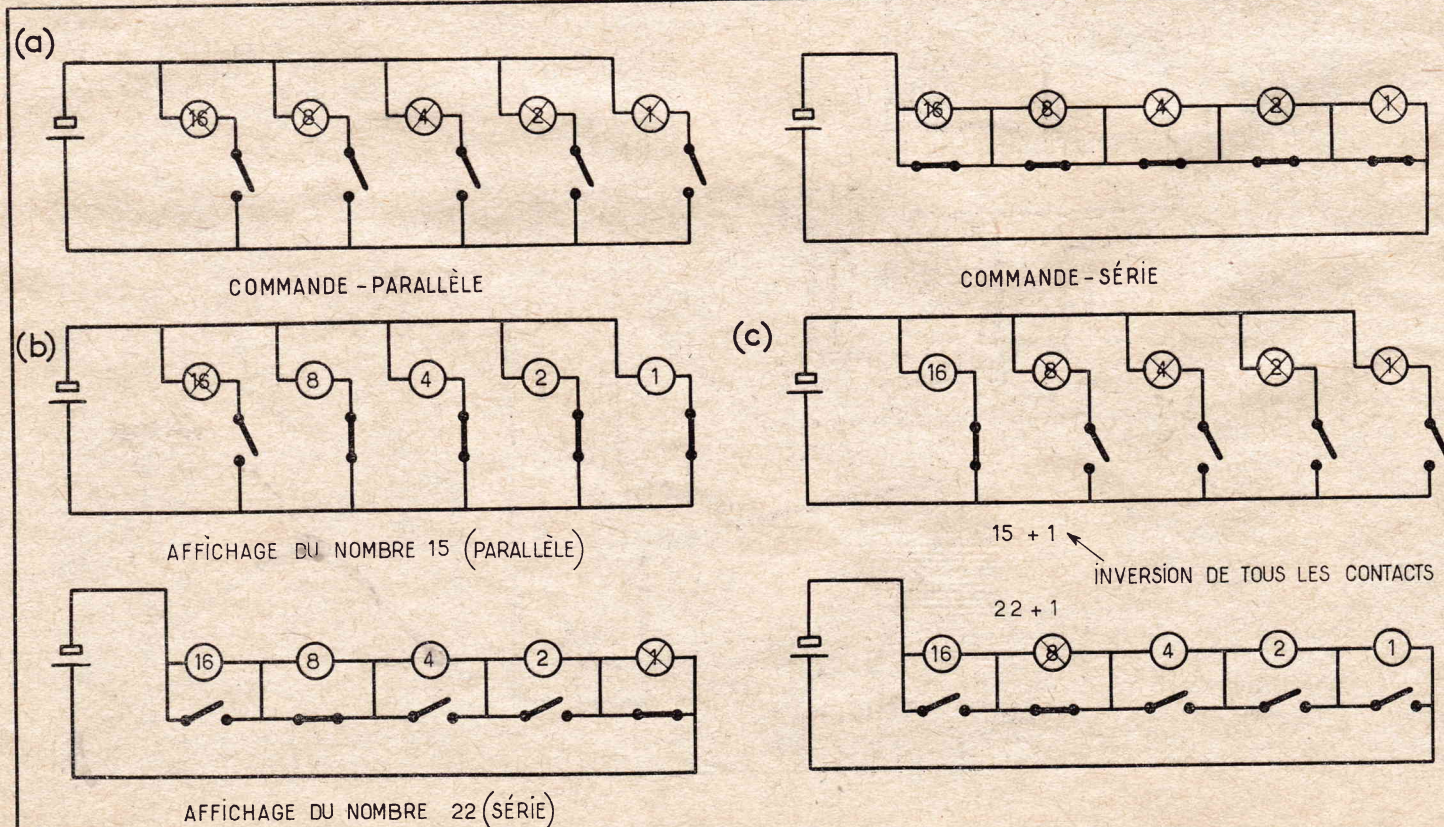 (a)
16 8 4 2 1
COMMANDE - PARALLÈLE
16 8 4 2 1
COMMANDE - SÉRIE
(b)
16 8 4 2 1
AFFICHAGE DU NOMBRE 15 (PARALLÈLE)
16 8 4 2 1
AFFICHAGE DU NOMBRE 22 (SÉRIE)
(c)
16 8 4 2 1
15 + 1
INVERSION DE TOUS LES CONTACTS
22 + 1
16 8 4 2 1